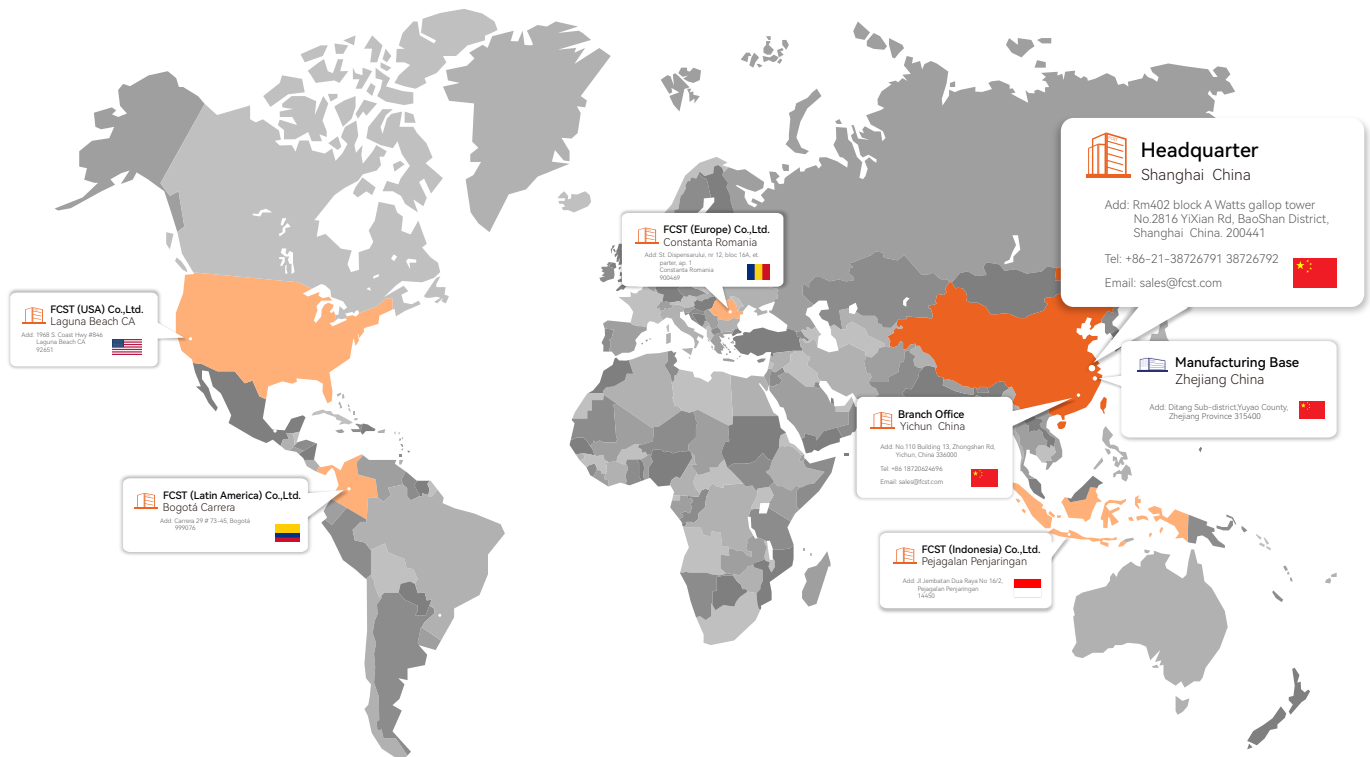 Headquarter
Shanghai China
Add: Rm402 block A Watts gallop tower
No.2816 YiXian Rd, BaoShan District,
Shanghai China. 200441
Tel: +86-21-38726791 38726792
Email: sales@fcst.com
FCST (Europe) Co.,Ltd.
Constanta Romania
Add: St. Dispensarului, nr 12, bloc 16A, et.
parter, ap. 1
Constanta Romania
900469
FCST (USA) Co.,Ltd.
Laguna Beach CA
Add: 1968 S. Coast Hwy #846
Laguna Beach CA
92651
Manufacturing Base
Zhejiang China
Add: Ditang Sub-district,Yuyao County,
Zhejiang Province 315400
Branch Office
Yichun China
Add: No.110 Building 13, Zhongshan Rd,
Yichun, China 336000
Tel: +86 18720624696
Email: sales@fcst.com
FCST (Latin America) Co.,Ltd.
Bogotá Carrera
Add: Carrera 29 # 73-45, Bogotá
999076
FCST (Indonesia) Co.,Ltd.
Pejagalan Penjaringan
Add: Jl Jembatan Dua Raya No 16/2,
Pejagalan Penjaringan
14450